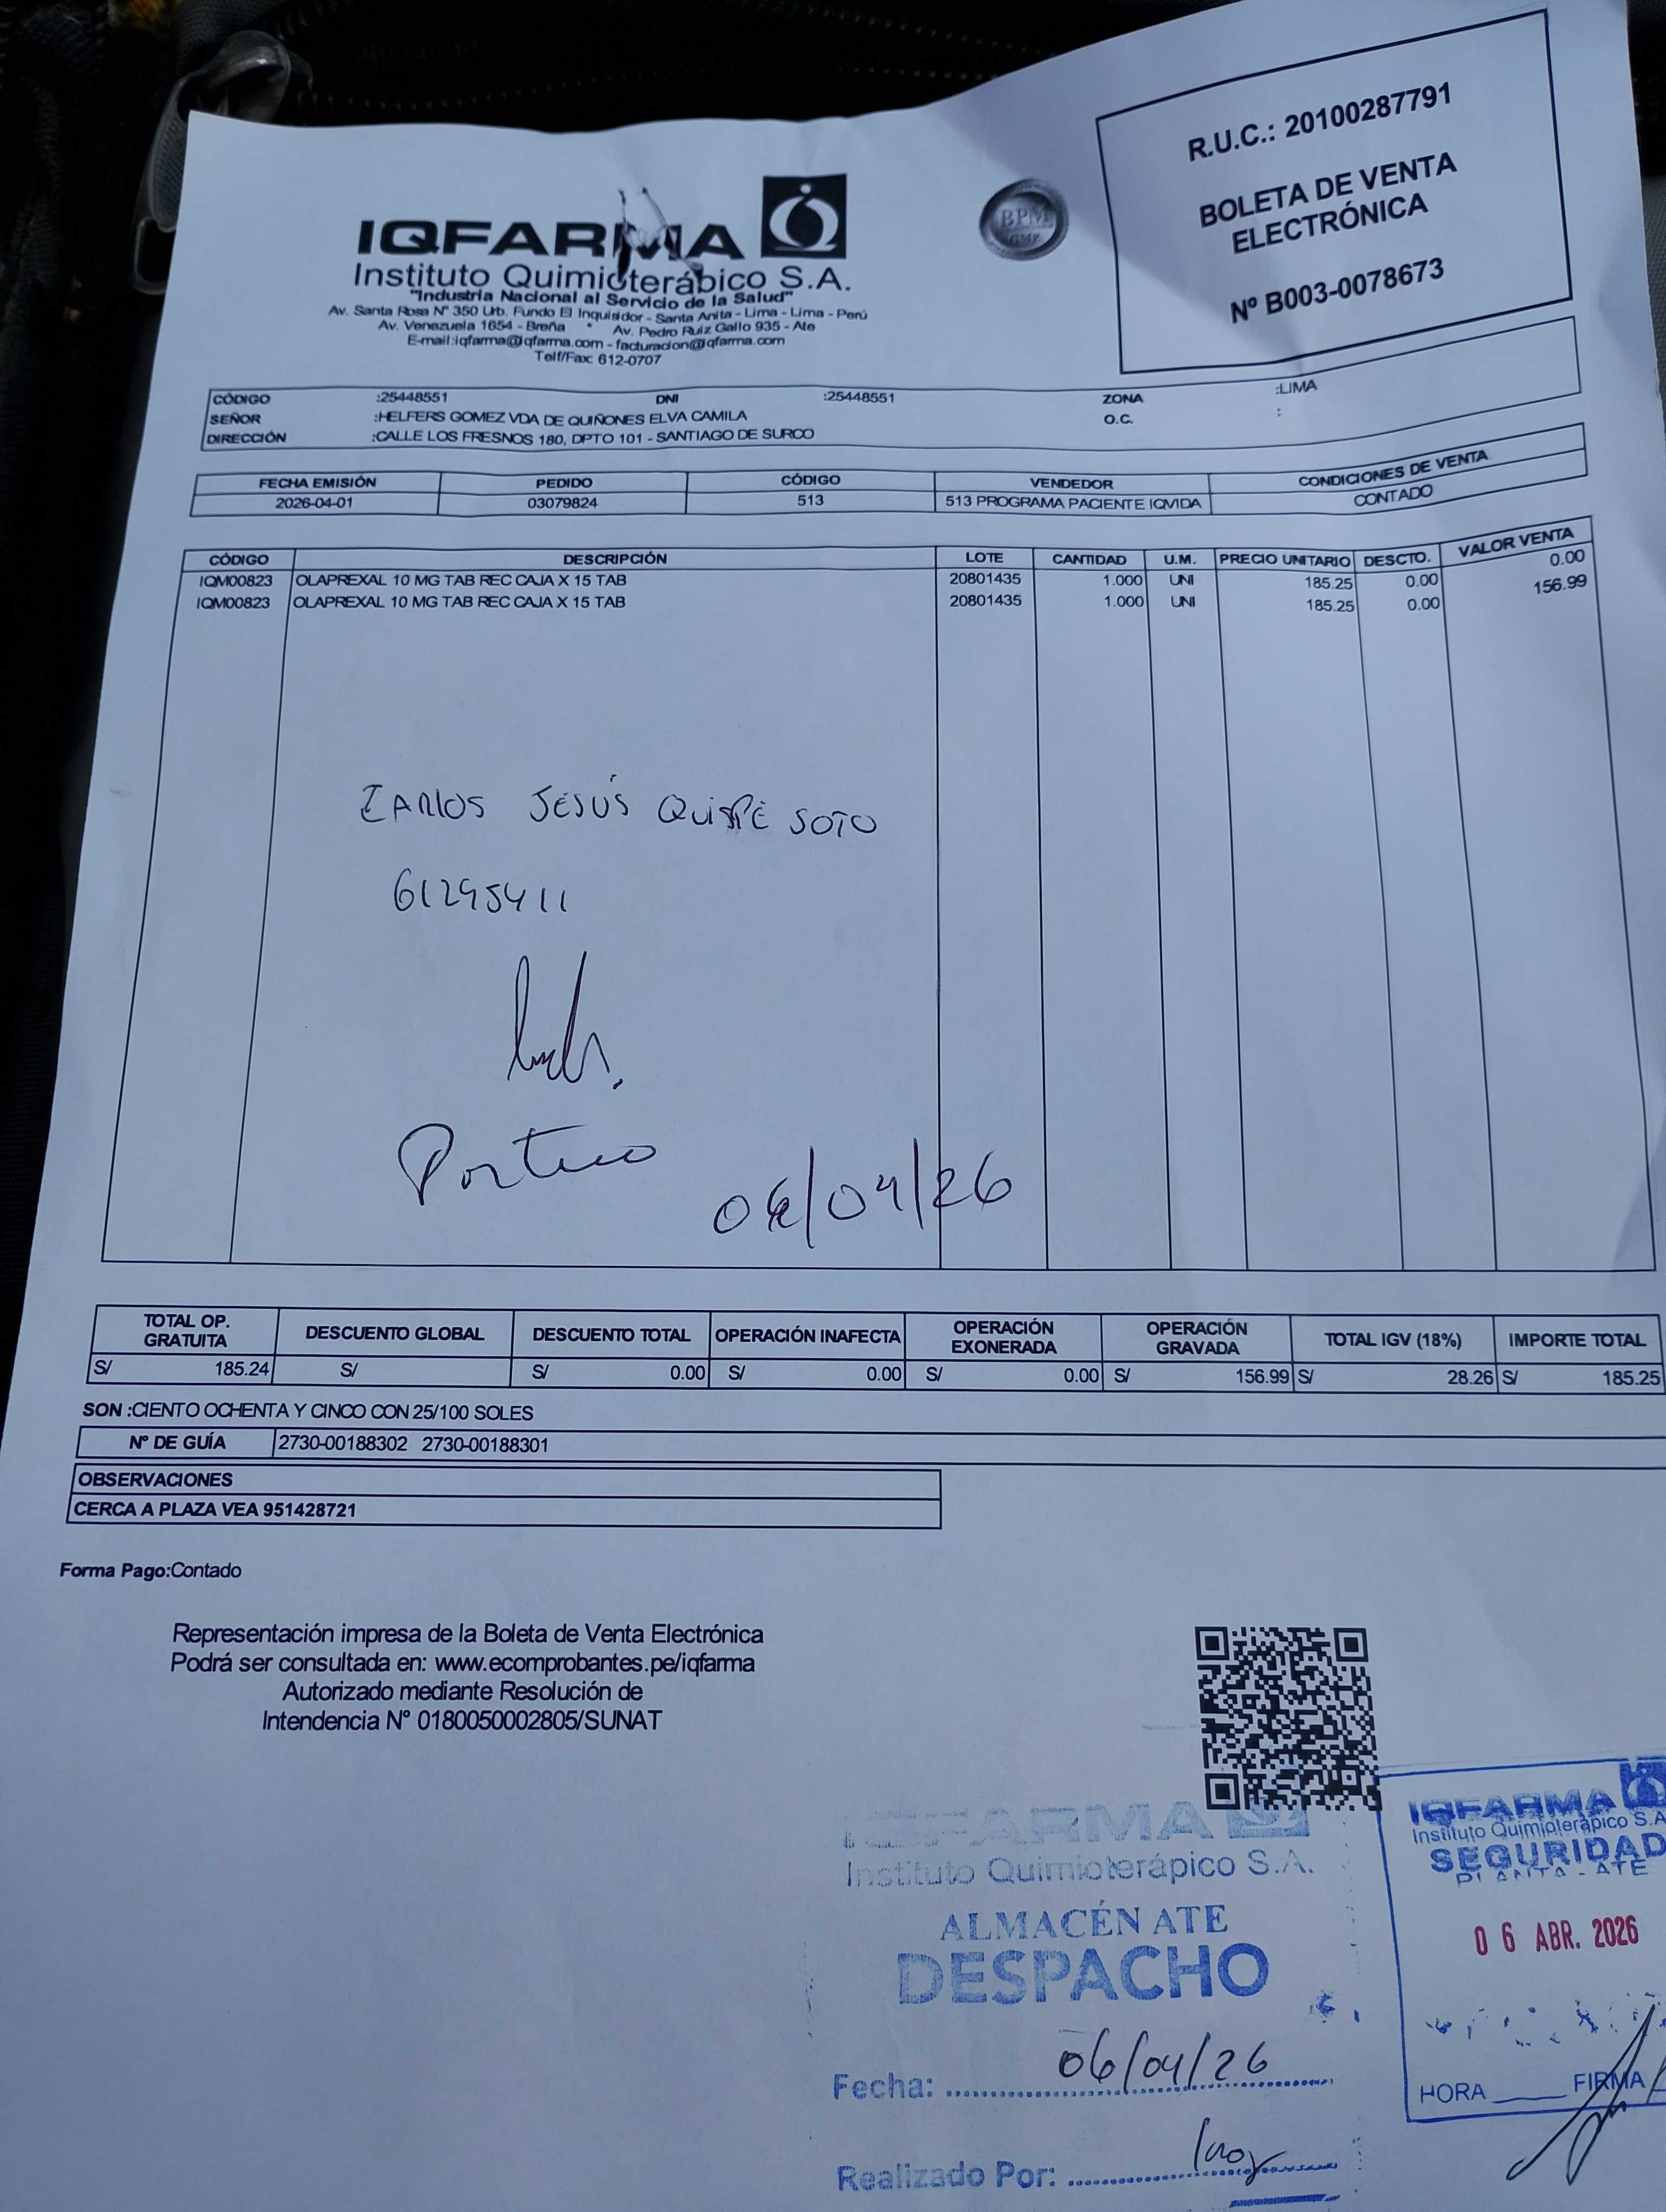 R.U.C.: 20100287791
BOLETA DE VENTA
ELECTRÓNICA
Nº B003-0078673
IQFARMA
Instituto Quimioterápico S.A.
"Industria Nacional al Servicio de la Salud"
Av. Santa Rosa Nº 350 Urb. Fundo El Inquisidor - Santa Anita - Lima - Lima - Perú
Av. Venezuela 1654 - Breña * Av. Pedro Ruiz Gallo 935 - Ate
E-mail:iqfarma@iqfarma.com - facturacion@iqfarma.com
Telf/Fax: 612-0707
BPM
GMP
CÓDIGO :25448551 DNI :25448551 ZONA :LIMA
SEÑOR :HELFERS GOMEZ VDA DE QUIÑONES ELVA CAMILA O.C. :
DIRECCIÓN :CALLE LOS FRESNOS 180, DPTO 101 - SANTIAGO DE SURCO
FECHA EMISIÓN PEDIDO CÓDIGO VENDEDOR CONDICIONES DE VENTA
2026-04-01 03079824 513 513 PROGRAMA PACIENTE IQVIDA CONTADO
CÓDIGO DESCRIPCIÓN LOTE CANTIDAD U.M. PRECIO UNITARIO DESCTO. VALOR VENTA
IQM00823 OLAPREXAL 10 MG TAB REC CAJA X 15 TAB 20801435 1.000 UNI 185.25 0.00 0.00
IQM00823 OLAPREXAL 10 MG TAB REC CAJA X 15 TAB 20801435 1.000 UNI 185.25 0.00 156.99
CARLOS JESÚS QUISPE SOTO
61295411
06/04/26
TOTAL OP. GRATUITA DESCUENTO GLOBAL DESCUENTO TOTAL OPERACIÓN INAFECTA OPERACIÓN EXONERADA OPERACIÓN GRAVADA TOTAL IGV (18%) IMPORTE TOTAL
S/ 185.24 S/ S/ 0.00 S/ 0.00 S/ 0.00 S/ 156.99 S/ 28.26 S/ 185.25
SON :CIENTO OCHENTA Y CINCO CON 25/100 SOLES
Nº DE GUÍA 2730-00188302 2730-00188301
OBSERVACIONES
CERCA A PLAZA VEA 951428721
Forma Pago:Contado
Representación impresa de la Boleta de Venta Electrónica
Podrá ser consultada en: www.ecomprobantes.pe/iqfarma
Autorizado mediante Resolución de
Intendencia Nº 0180050002805/SUNAT
IQFARMA
Instituto Quimioterápico S.A.
ALMACÉN ATE
DESPACHO
Fecha: 06/04/26
Realizado Por:
IQFARMA
Instituto Quimioterápico S.A
SEGURIDAD
PLANTA - ATE
06 ABR. 2026
HORA FIRMA